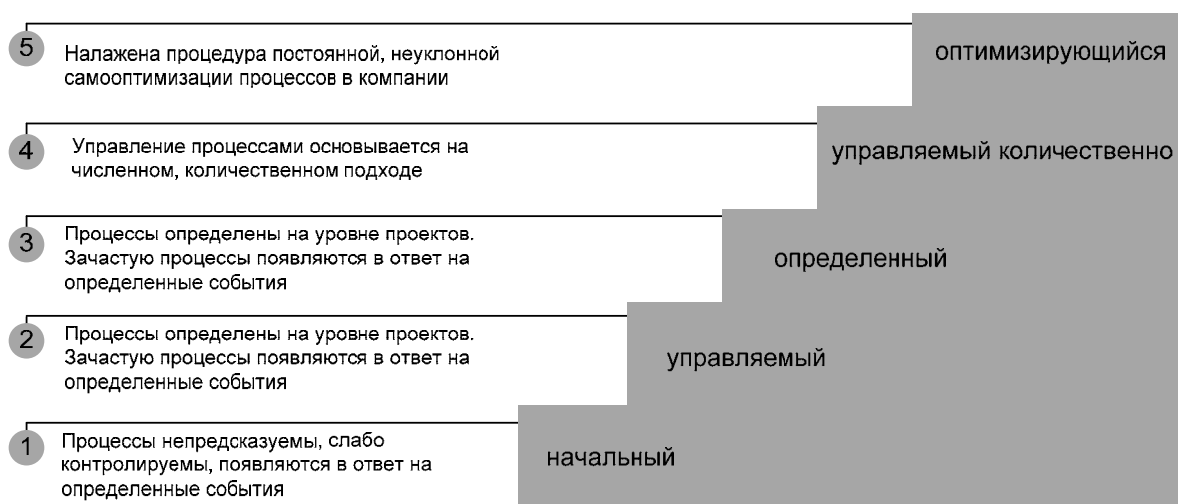 5
Налажена процедура постоянной, неуклонной
самооптимизации процессов в компании
оптимизирующийся
4
Управление процессами основывается на
численном, количественном подходе
управляемый количественно
3
Процессы определены на уровне проектов.
Зачастую процессы появляются в ответ на
определенные события
определенный
2
Процессы определены на уровне проектов.
Зачастую процессы появляются в ответ на
определенные события
управляемый
1
Процессы непредсказуемы, слабо
контролируемы, появляются в ответ на
определенные события
начальный